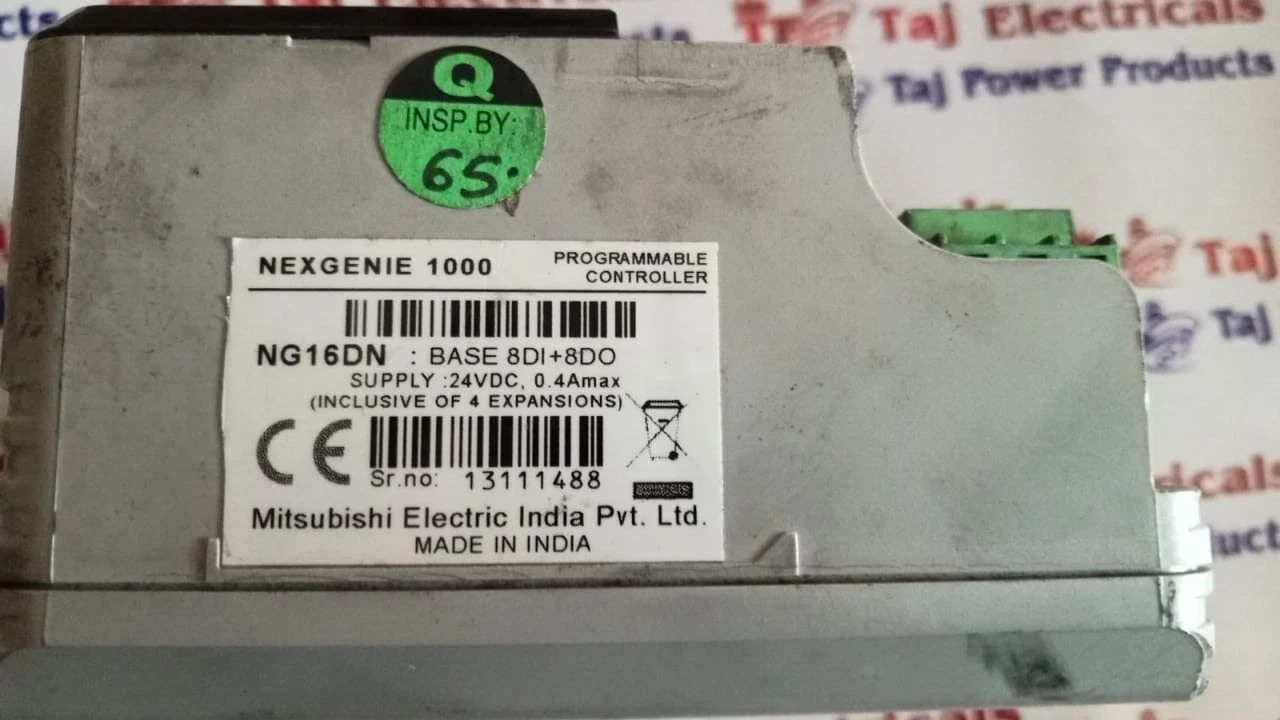 cts
Taj Electricals
Taj Power Products
Q
INSP.BY:
65.
Taj
Taj
NEXGENIE 1000
PROGRAMMABLE
CONTROLLER
NG16DN : BASE 8DI+8DO
SUPPLY :24VDC, 0.4Amax
(INCLUSIVE OF 4 EXPANSIONS)
CE
Sr.no: 13111488
Mitsubishi Electric India Pvt. Ltd.
MADE IN INDIA
cals
ucts